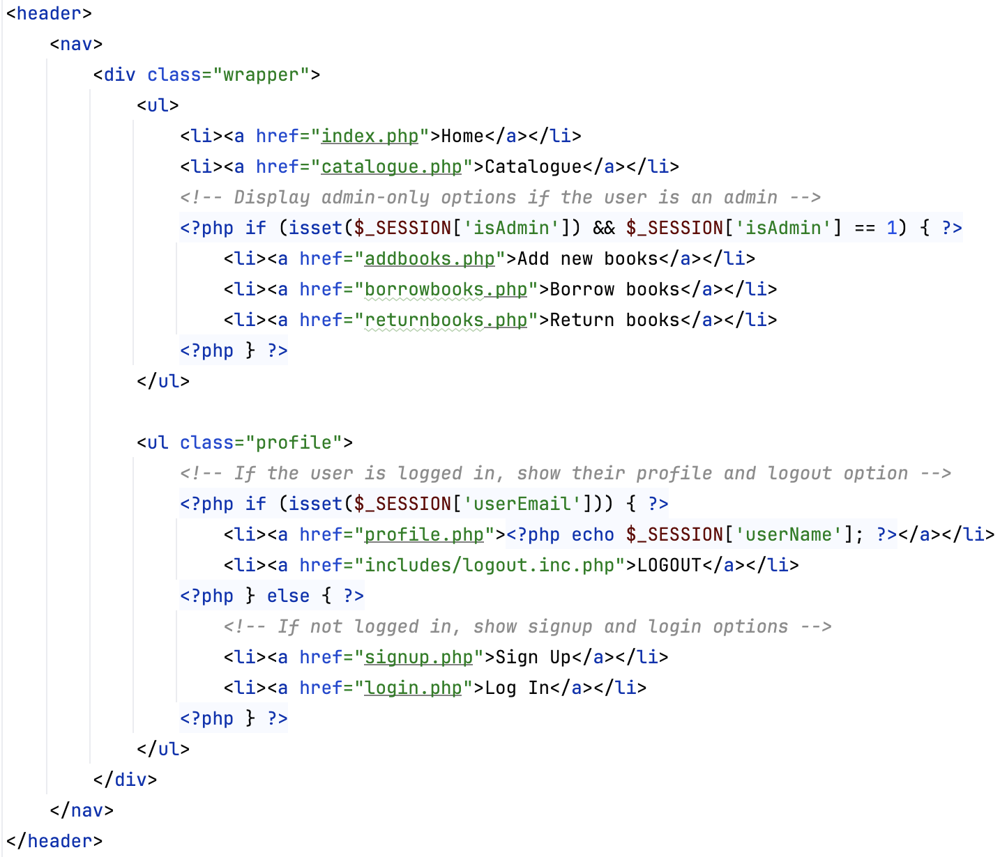 <header>
    <nav>
        <div class="wrapper">
            <ul>
                <li><a href="index.php">Home</a></li>
                <li><a href="catalogue.php">Catalogue</a></li>
                <!-- Display admin-only options if the user is an admin -->
                <?php if (isset($_SESSION['isAdmin']) && $_SESSION['isAdmin'] == 1) { ?>
                    <li><a href="addbooks.php">Add new books</a></li>
                    <li><a href="borrowbooks.php">Borrow books</a></li>
                    <li><a href="returnbooks.php">Return books</a></li>
                <?php } ?>
            </ul>

            <ul class="profile">
                <!-- If the user is logged in, show their profile and logout option -->
                <?php if (isset($_SESSION['userEmail'])) { ?>
                    <li><a href="profile.php"><?php echo $_SESSION['userName']; ?></a></li>
                    <li><a href="includes/logout.inc.php">LOGOUT</a></li>
                <?php } else { ?>
                    <!-- If not logged in, show signup and login options -->
                    <li><a href="signup.php">Sign Up</a></li>
                    <li><a href="login.php">Log In</a></li>
                <?php } ?>
            </ul>
        </div>
    </nav>
</header>